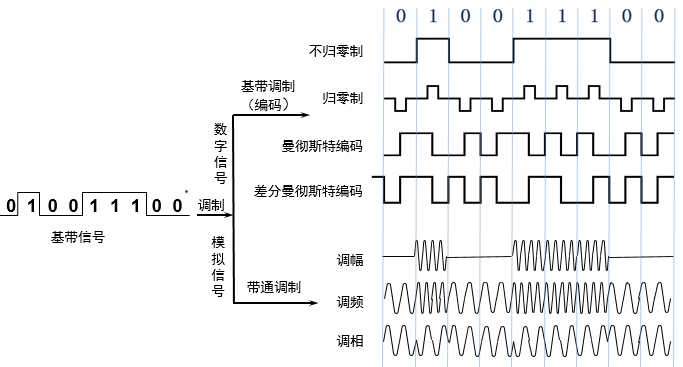 0 1 0 0 1 1 1 0 0
不归零制
基带调制
（编码）
归零制
数字信号
曼彻斯特编码
差分曼彻斯特编码
0 1 0 0 1 1 1 0 0
调制
基带信号
模拟信号
调幅
带通调制
调频
调相